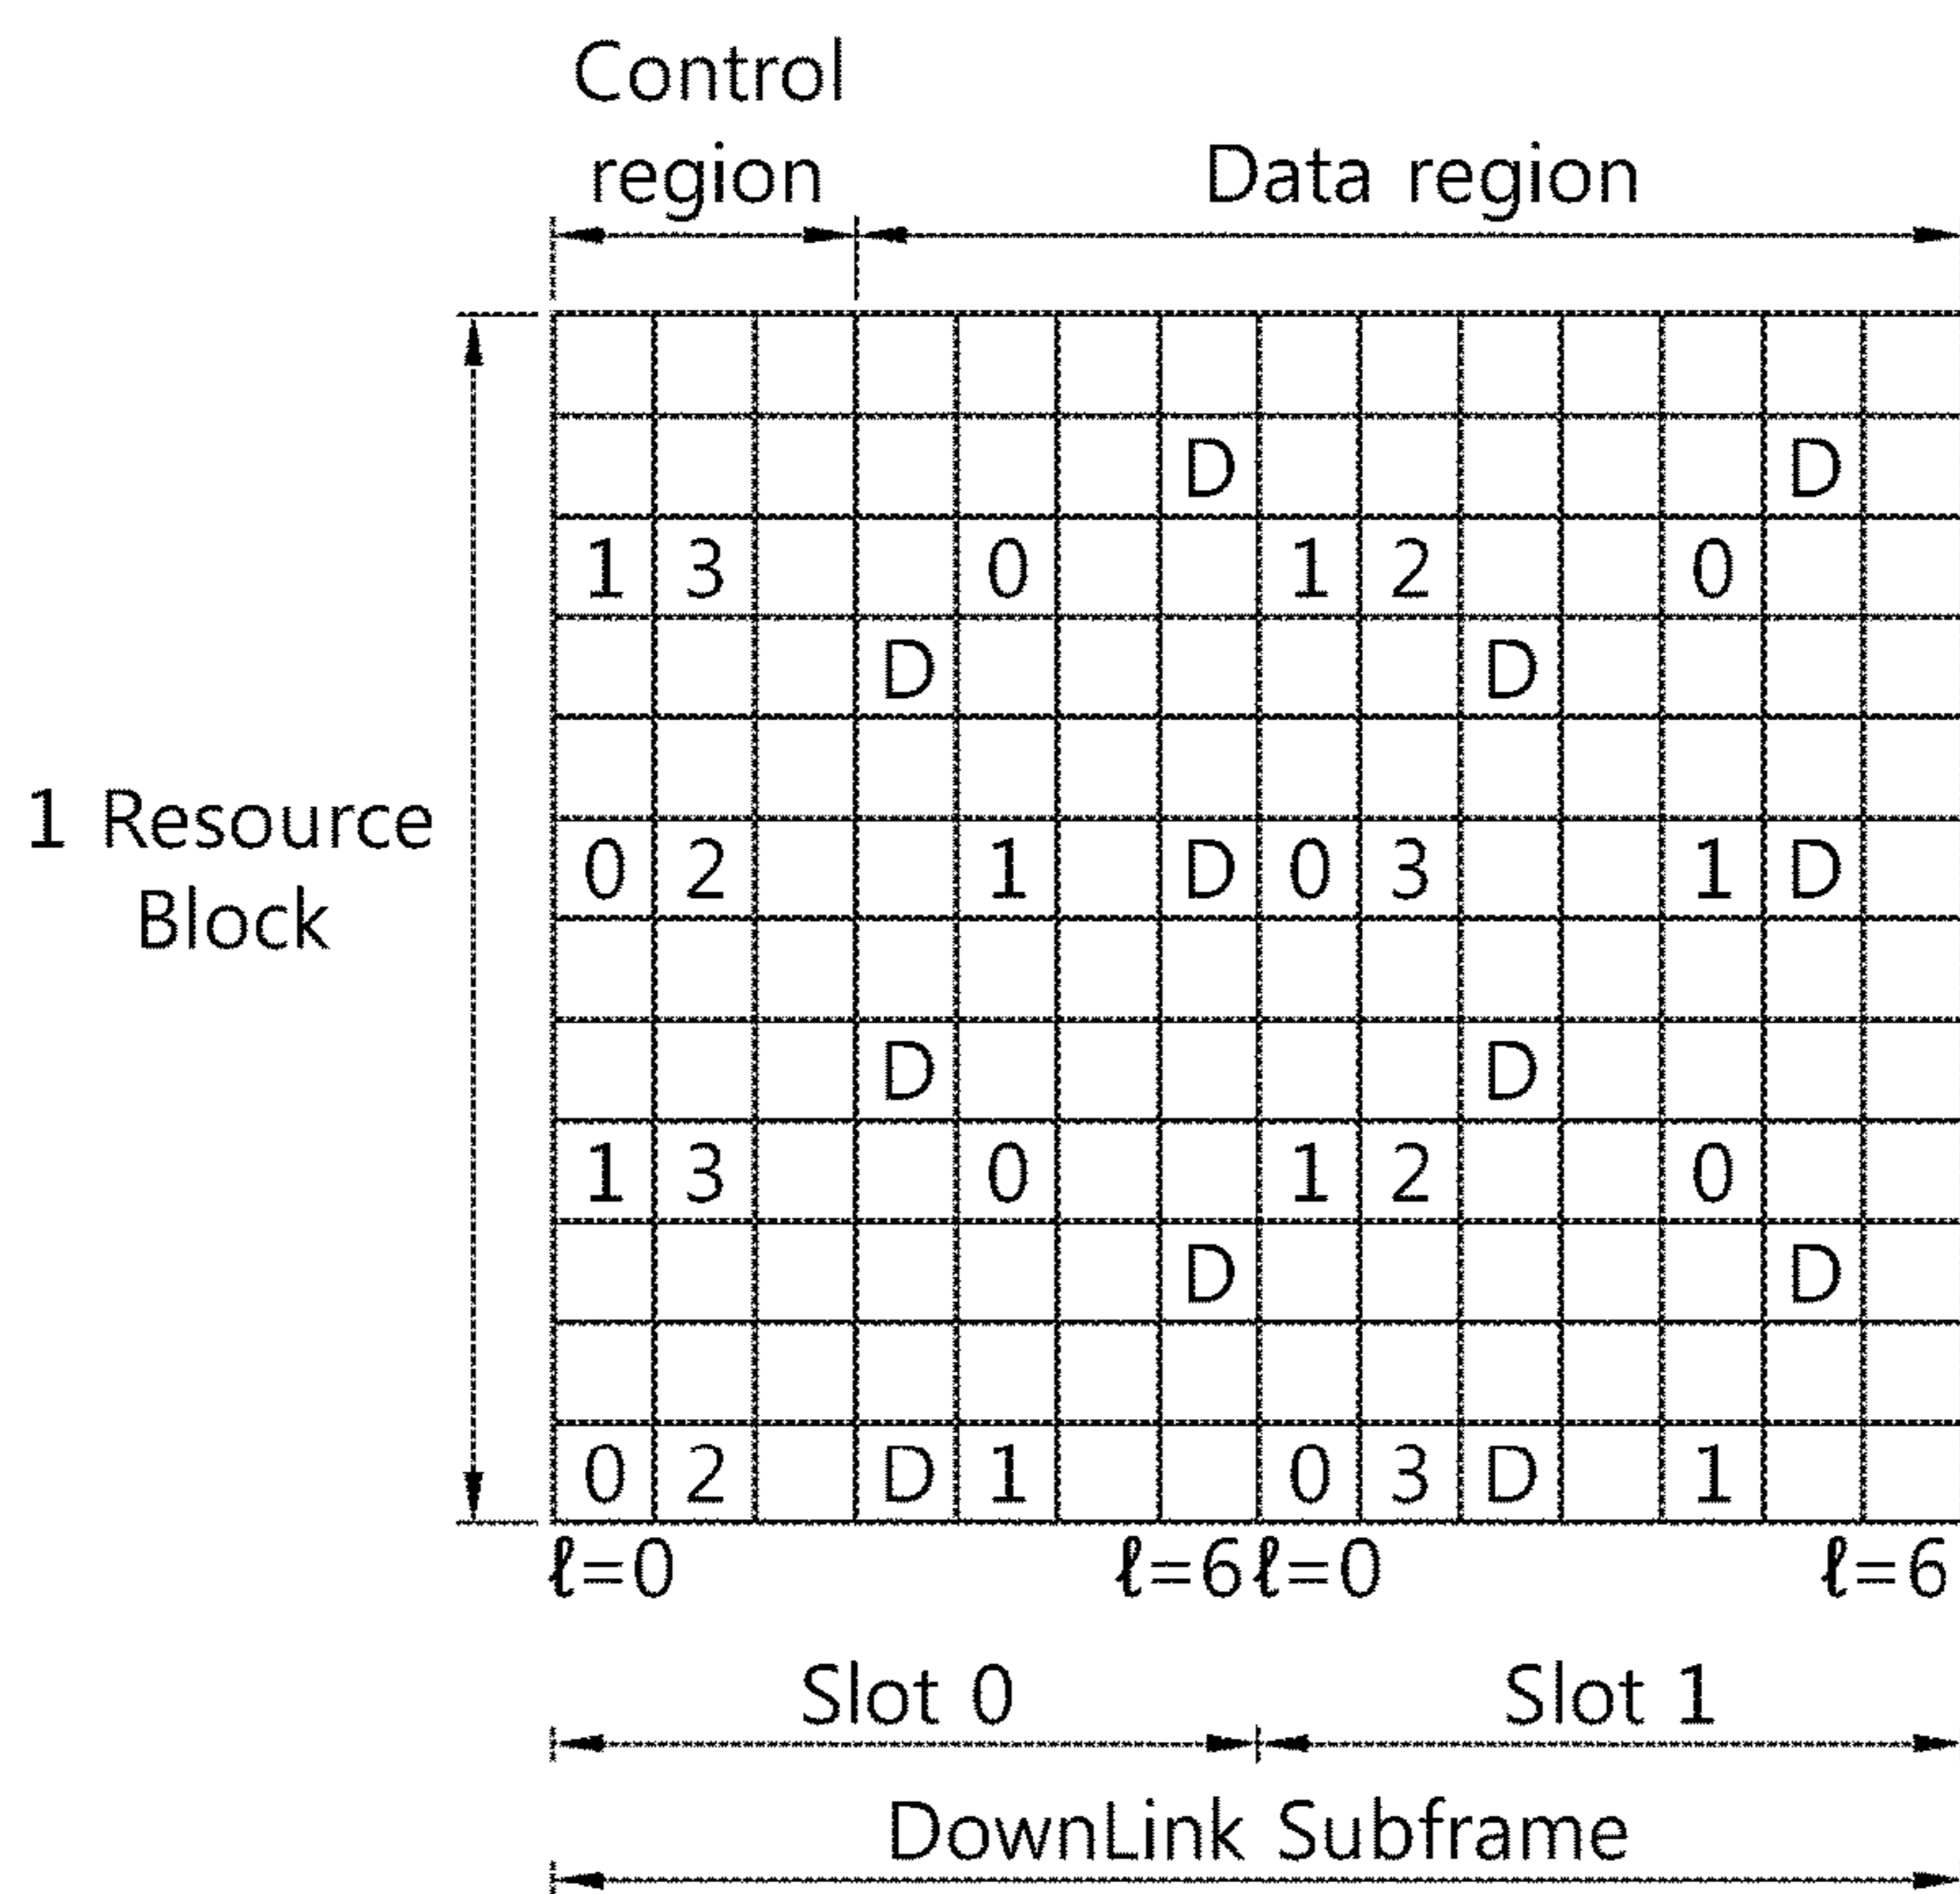 Control
region
Data region
D D
1 3 0 1 2 0
D D
1 Resource
Block
0 2 1 D 0 3 1 D
D D
1 3 0 1 2 0
D D
0 2 D 1 0 3 D 1
ℓ=0 ℓ=6 ℓ=0 ℓ=6
Slot 0 Slot 1
DownLink Subframe